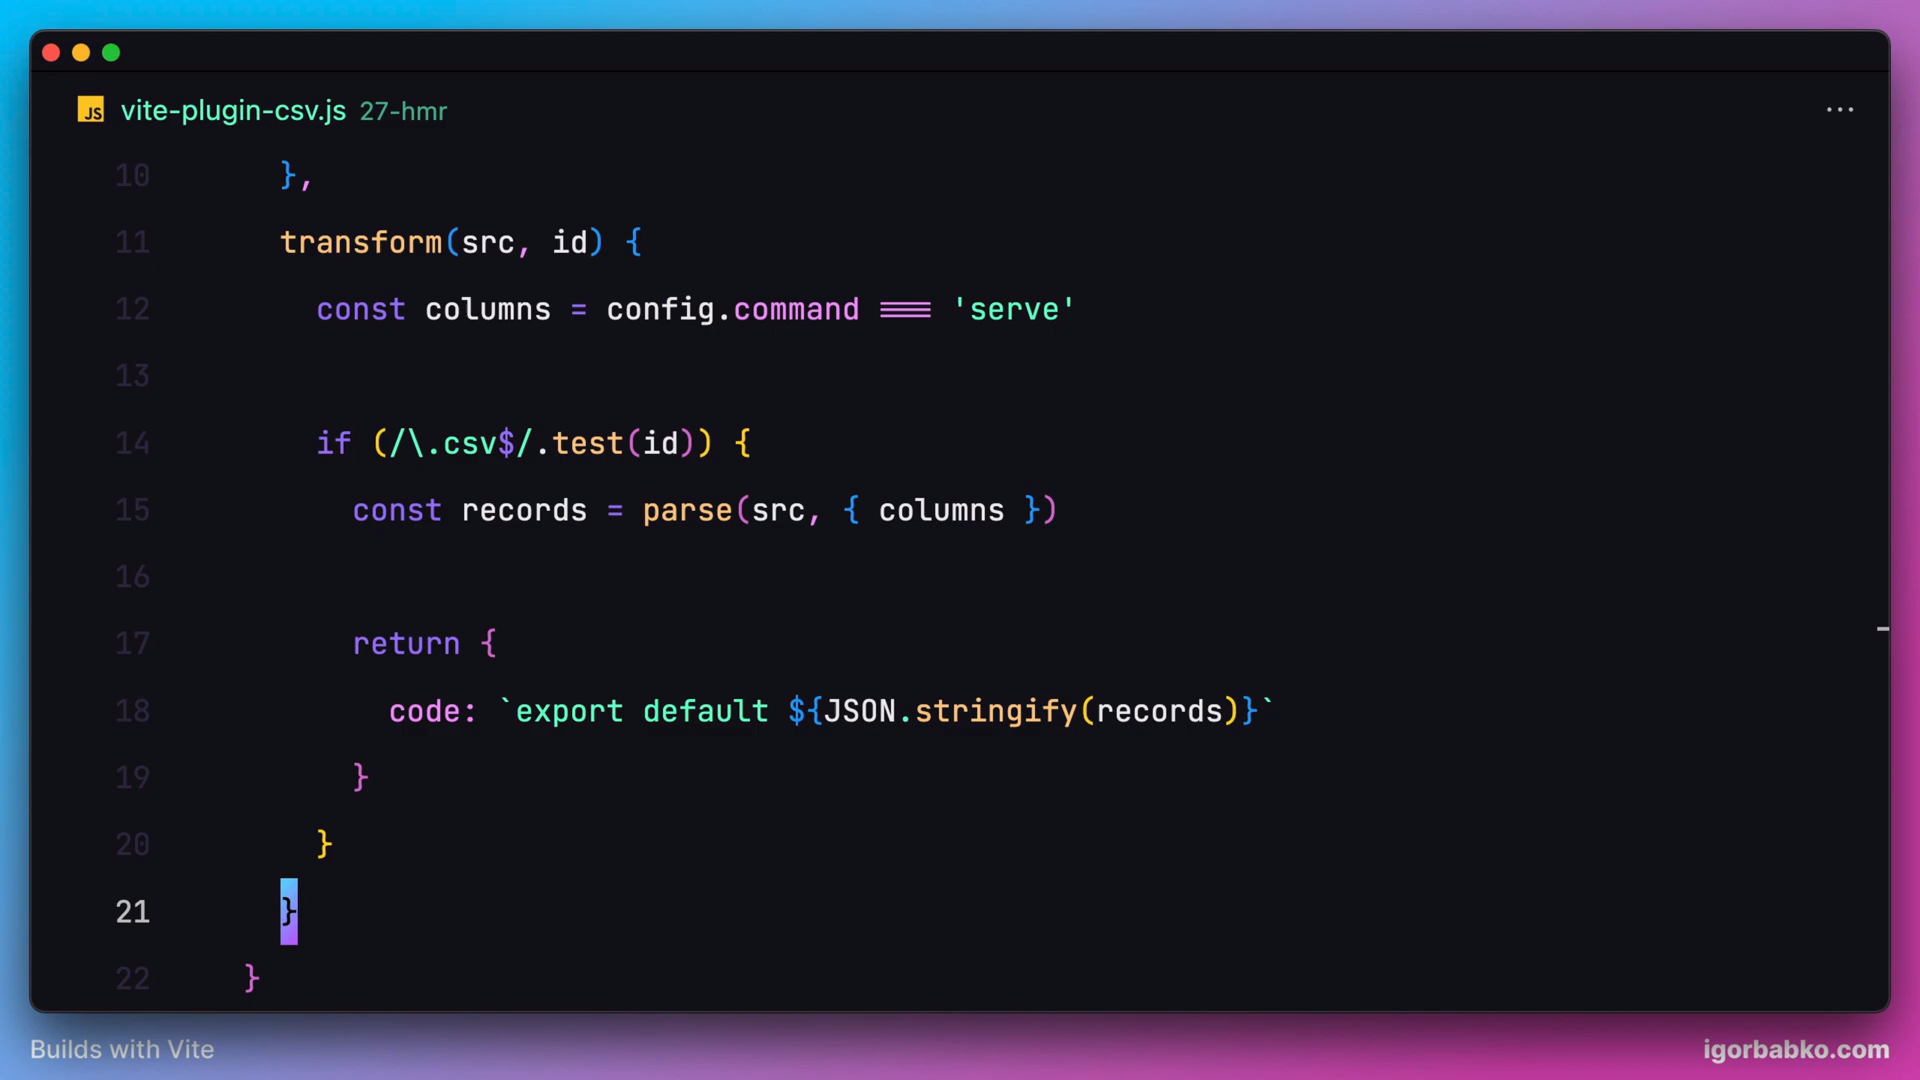 JS vite-plugin-csv.js 27-hmr ...
10 },
11 transform(src, id) {
12 const columns = config.command === 'serve'
13
14 if (/\.csv$/.test(id)) {
15 const records = parse(src, { columns })
16
17 return {
18 code: `export default ${JSON.stringify(records)}`
19 }
20 }
21 }
22 }
Builds with Vite
igorbabko.com